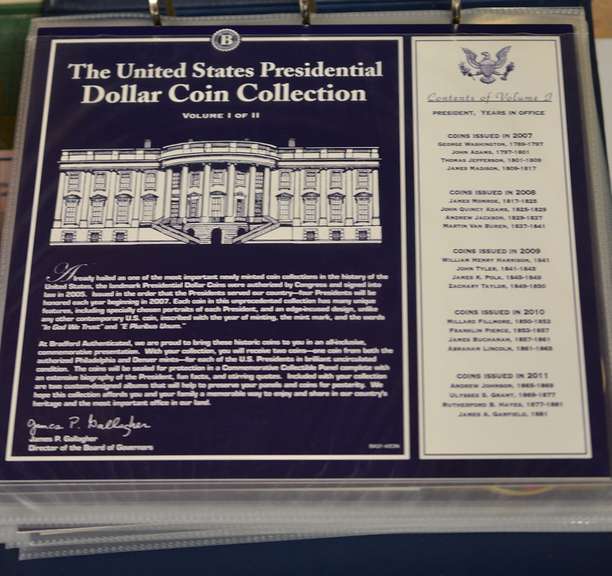 B
The United States Presidential
Dollar Coin Collection
VOLUME I OF II
Already hailed as one of the most important newly minted coin collections in the history of the
United States, the landmark Presidential Dollar Coins were authorized by Congress and signed into
law in 2005. Issued in the order that the Presidents served our country—four Presidents will be
honored each year beginning in 2007. Each coin in this unprecedented collection has many unique
features, including specially chosen portraits of each President, and an edge-incused design, unlike
any other contemporary U.S. coin, inscribed with the year of minting, the mint mark, and the words
"In God We Trust" and "E Pluribus Unum."
At Bradford Authenticated, we are proud to bring these historic coins to you in an all-inclusive,
commemorative presentation. With your collection, you will receive two coins—one coin from both the
authorized Philadelphia and Denver mints—for each of the U.S. Presidents in brilliant uncirculated
condition. The coins will be sealed for protection in a Commemorative Collectible Panel complete with
an extensive biography of the President, fun facts, and stirring quotes. Included with your collection
are two custom-designed albums that will help to preserve your panels and coins for posterity. We
hope this collection affords you and your family a memorable way to enjoy and share in our country's
heritage and the most important office in our land.
James P. Gallagher
James P. Gallagher
Director of the Board of Governors
Contents of Volume I
PRESIDENT, YEARS IN OFFICE
COINS ISSUED IN 2007
GEORGE WASHINGTON, 1789-1797
JOHN ADAMS, 1797-1801
THOMAS JEFFERSON, 1801-1809
JAMES MADISON, 1809-1817
COINS ISSUED IN 2008
JAMES MONROE, 1817-1825
JOHN QUINCY ADAMS, 1825-1829
ANDREW JACKSON, 1829-1837
MARTIN VAN BUREN, 1837-1841
COINS ISSUED IN 2009
WILLIAM HENRY HARRISON, 1841
JOHN TYLER, 1841-1845
JAMES K. POLK, 1845-1849
ZACHARY TAYLOR, 1849-1850
COINS ISSUED IN 2010
MILLARD FILLMORE, 1850-1853
FRANKLIN PIERCE, 1853-1857
JAMES BUCHANAN, 1857-1861
ABRAHAM LINCOLN, 1861-1865
COINS ISSUED IN 2011
ANDREW JOHNSON, 1865-1869
ULYSSES S. GRANT, 1869-1877
RUTHERFORD B. HAYES, 1877-1881
JAMES A. GARFIELD, 1881